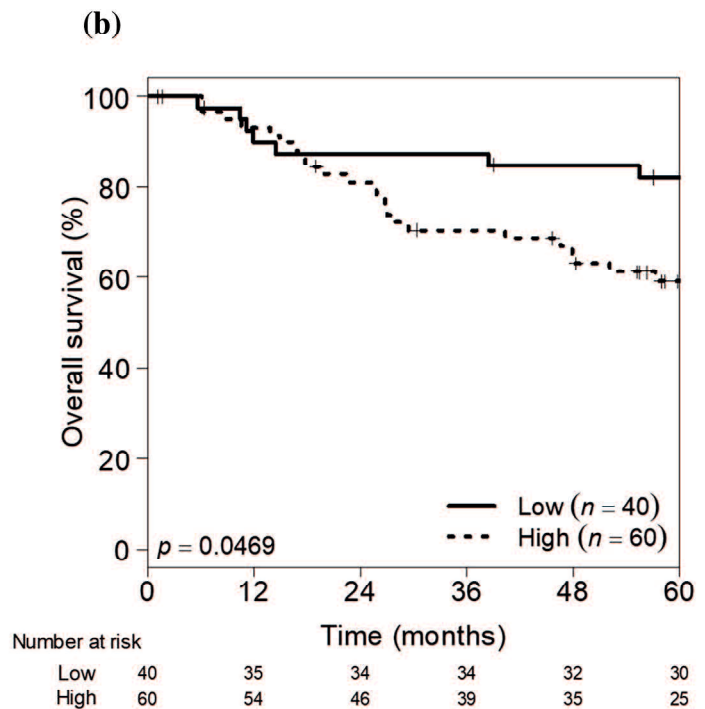 (b)
100
80
60
40
20
0
Overall survival (%)
Low (n = 40)
High (n = 60)
p = 0.0469
0 12 24 36 48 60
Time (months)
Number at risk
Low 40 35 34 34 32 30
High 60 54 46 39 35 25